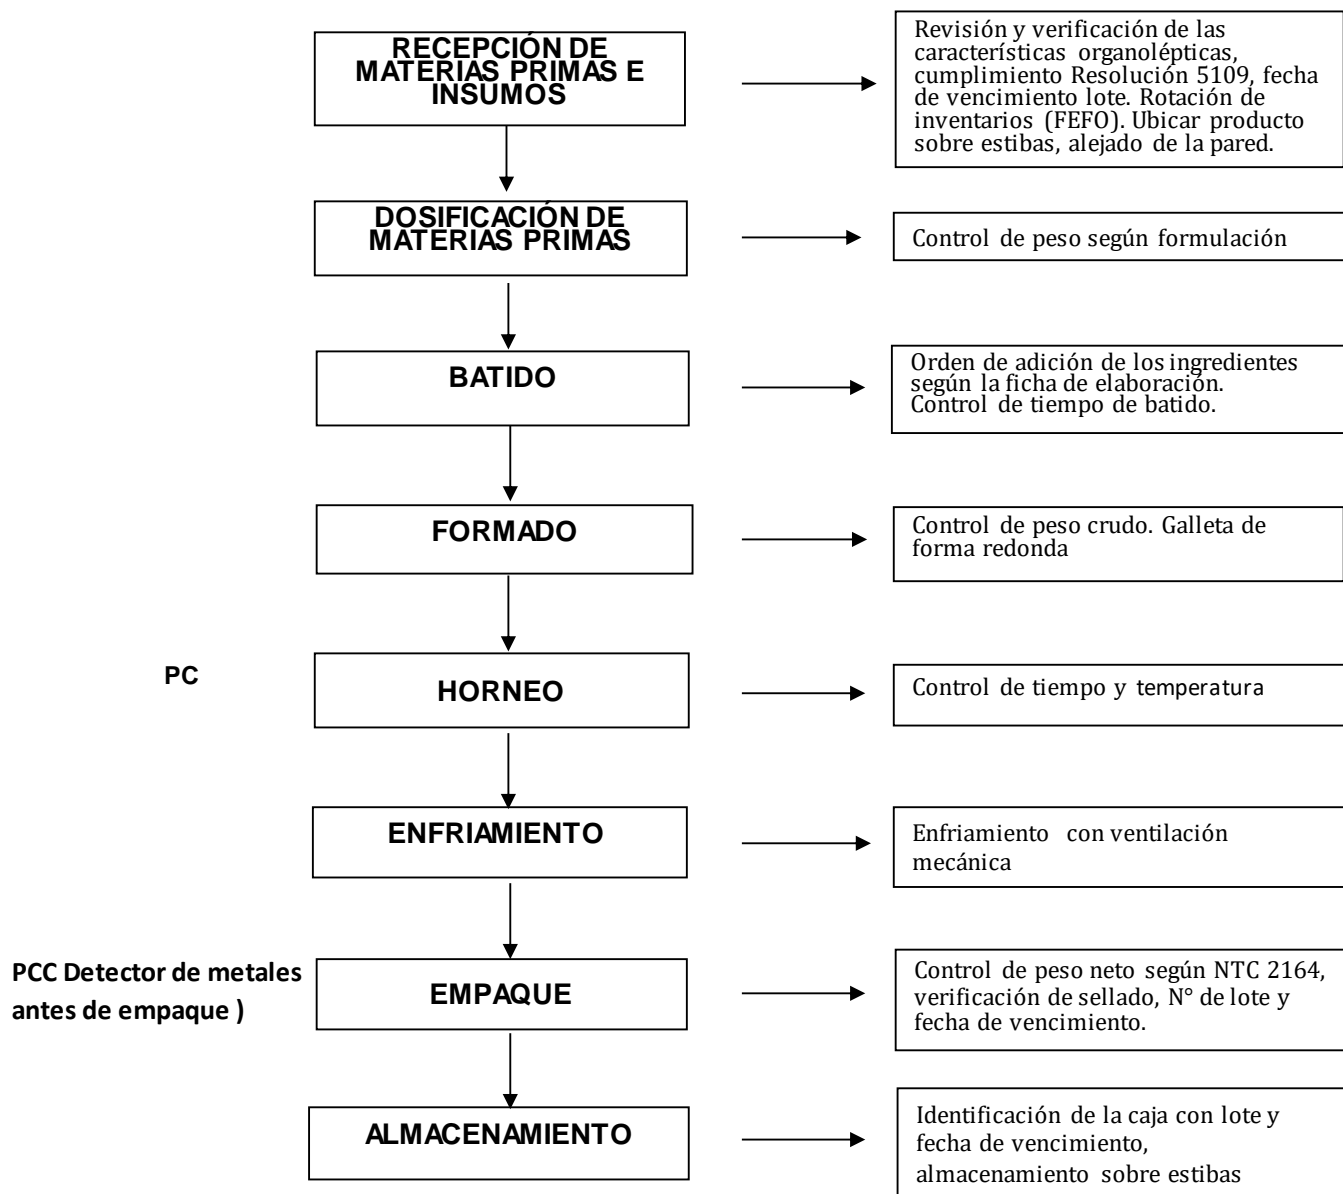 RECEPCIÓN DE
MATERIAS PRIMAS E
INSUMOS
Revisión y verificación de las
características organolépticas,
cumplimiento Resolución 5109, fecha
de vencimiento lote. Rotación de
inventarios (FEFO). Ubicar producto
sobre estibas, alejado de la pared.
DOSIFICACIÓN DE
MATERIAS PRIMAS
Control de peso según formulación
BATIDO
Orden de adición de los ingredientes
según la ficha de elaboración.
Control de tiempo de batido.
FORMADO
Control de peso crudo. Galleta de
forma redonda
PC
HORNEO
Control de tiempo y temperatura
ENFRIAMIENTO
Enfriamiento con ventilación
mecánica
PCC Detector de metales
antes de empaque )
EMPAQUE
Control de peso neto según NTC 2164,
verificación de sellado, N° de lote y
fecha de vencimiento.
ALMACENAMIENTO
Identificación de la caja con lote y
fecha de vencimiento,
almacenamiento sobre estibas